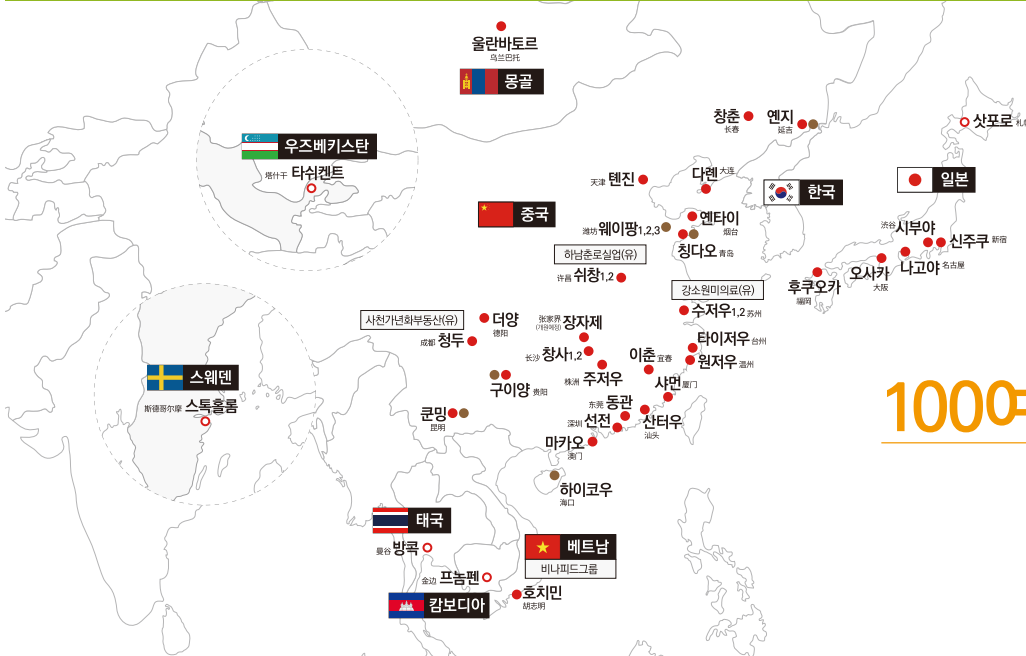 울란바토르
乌兰巴托
몽골
우즈베키스탄
塔什干 타쉬켄트
창춘
长春
옌지
延吉
삿포로
天津 톈진
다롄 大连
한국
일본
중국
潍坊 웨이팡1,2,3
옌타이
烟台
칭다오 青岛
涩谷 시부야
신주쿠 新宿
나고야 名古屋
오사카
大阪
후쿠오카
福岡
하남춘로실업(유)
许昌 쉬창1,2
강소원미의료(유)
수저우1,2 苏州
사천가년화부동산(유)
成都 청두
더양
德阳
张家界
(개원예정)
장자제
长沙 창사1,2
株洲 주저우
이춘 宜春
타이저우 台州
원저우 温州
구이양 贵阳
샤먼 厦门
쿤밍
昆明
东莞 동관
深圳 선전
산터우
汕头
마카오
澳门
하이코우
海口
스웨덴
斯德哥尔摩 스톡홀름
태국
曼谷 방콕
베트남
비나피드그룹
金边 프놈펜
캄보디아
호치민
胡志明
1000